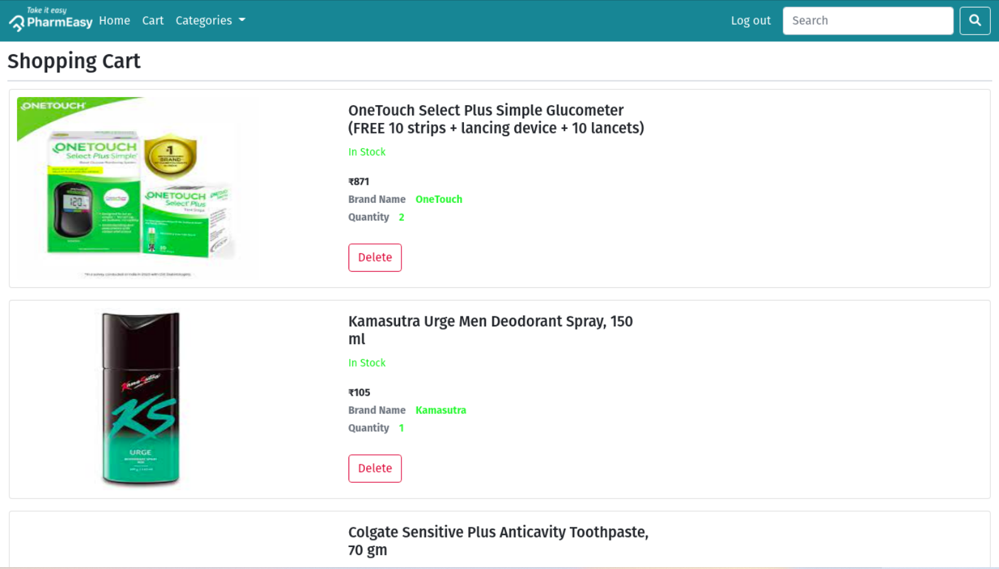 Take it easy
PharmEasy Home Cart Categories Log out Search
Shopping Cart
ONETOUCH
OneTouch Select Plus Simple Glucometer
(FREE 10 strips + lancing device + 10 lancets)
In Stock
ONETOUCH
Select Plus Simple
#1
BRAND
120
ONETOUCH
Select Plus
₹871
Brand Name OneTouch
Quantity 2
Delete
Kamasutra Urge Men Deodorant Spray, 150
ml
In Stock
KamaSutra
KS
URGE
₹105
Brand Name Kamasutra
Quantity 1
Delete
Colgate Sensitive Plus Anticavity Toothpaste,
70 gm